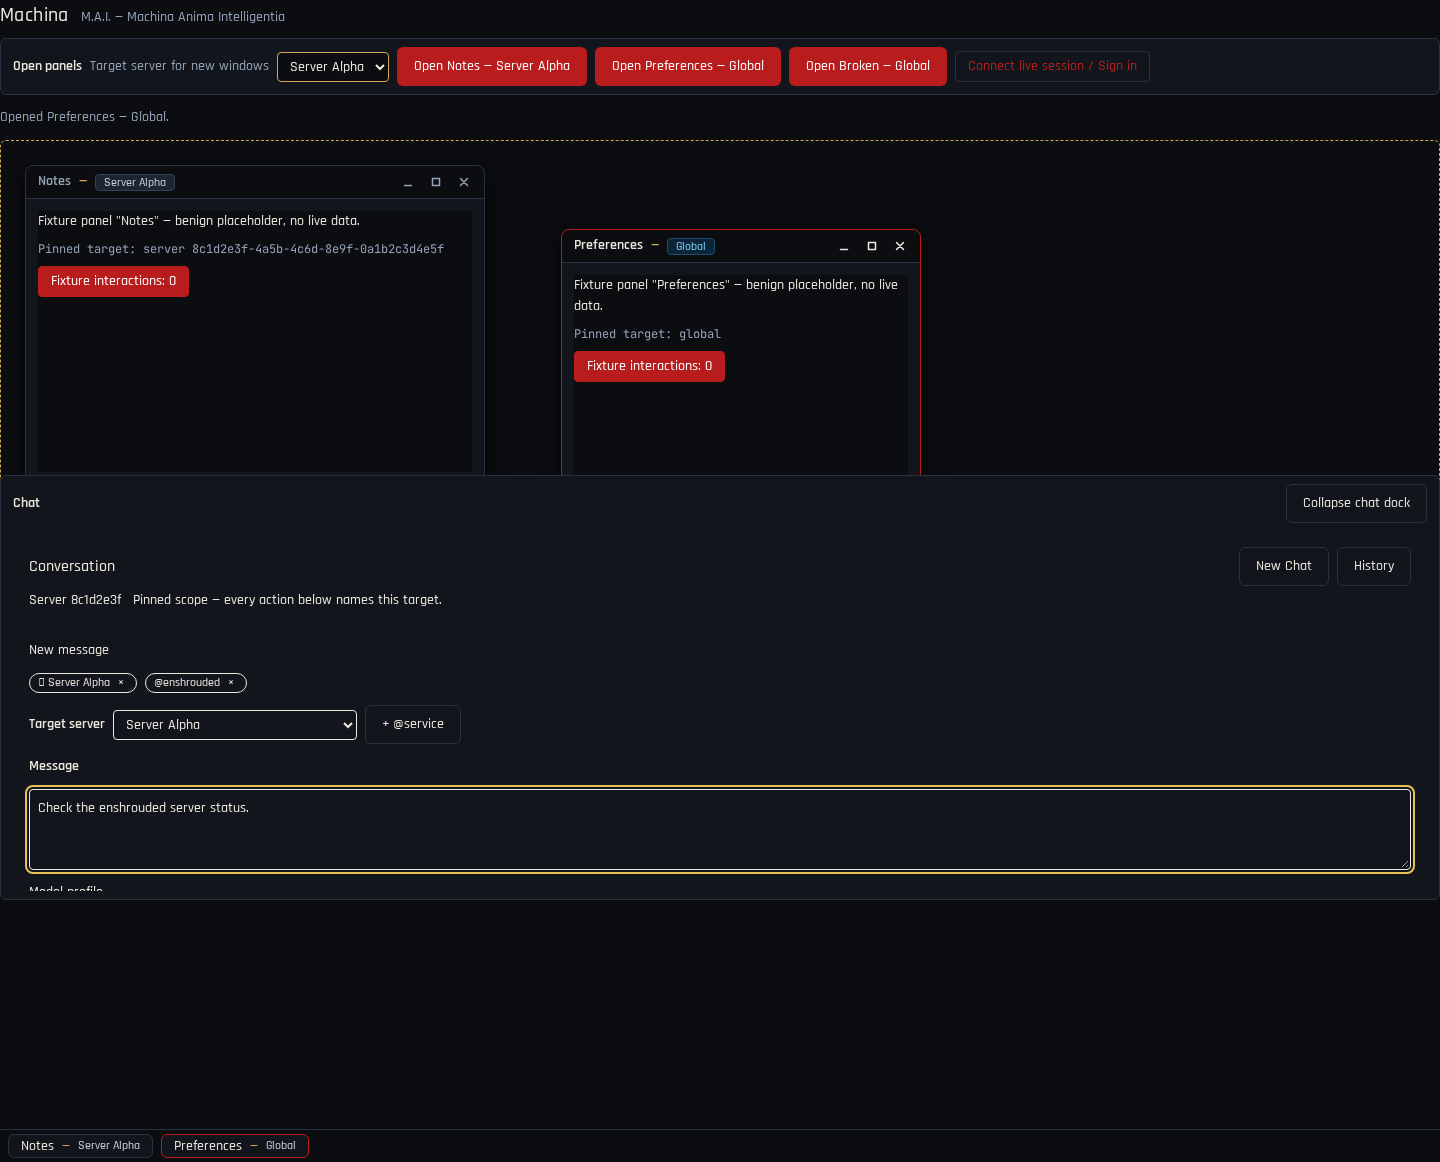 Machina M.A.I. — Machina Anima Intelligentia
Open panels Target server for new windows Server Alpha Open Notes — Server Alpha Open Preferences — Global Open Broken — Global Connect live session / Sign in
Opened Preferences — Global.
Notes — Server Alpha
Fixture panel "Notes" — benign placeholder, no live data.
Pinned target: server 8c1d2e3f-4a5b-4c6d-8e9f-0a1b2c3d4e5f
Fixture interactions: 0
Preferences — Global
Fixture panel "Preferences" — benign placeholder, no live
data.
Pinned target: global
Fixture interactions: 0
Chat Collapse chat dock
Conversation New Chat History
Server 8c1d2e3f Pinned scope — every action below names this target.
New message
Server Alpha × @enshrouded ×
Target server Server Alpha + @service
Message
Check the enshrouded server status.
Model profile
Notes — Server Alpha Preferences — Global